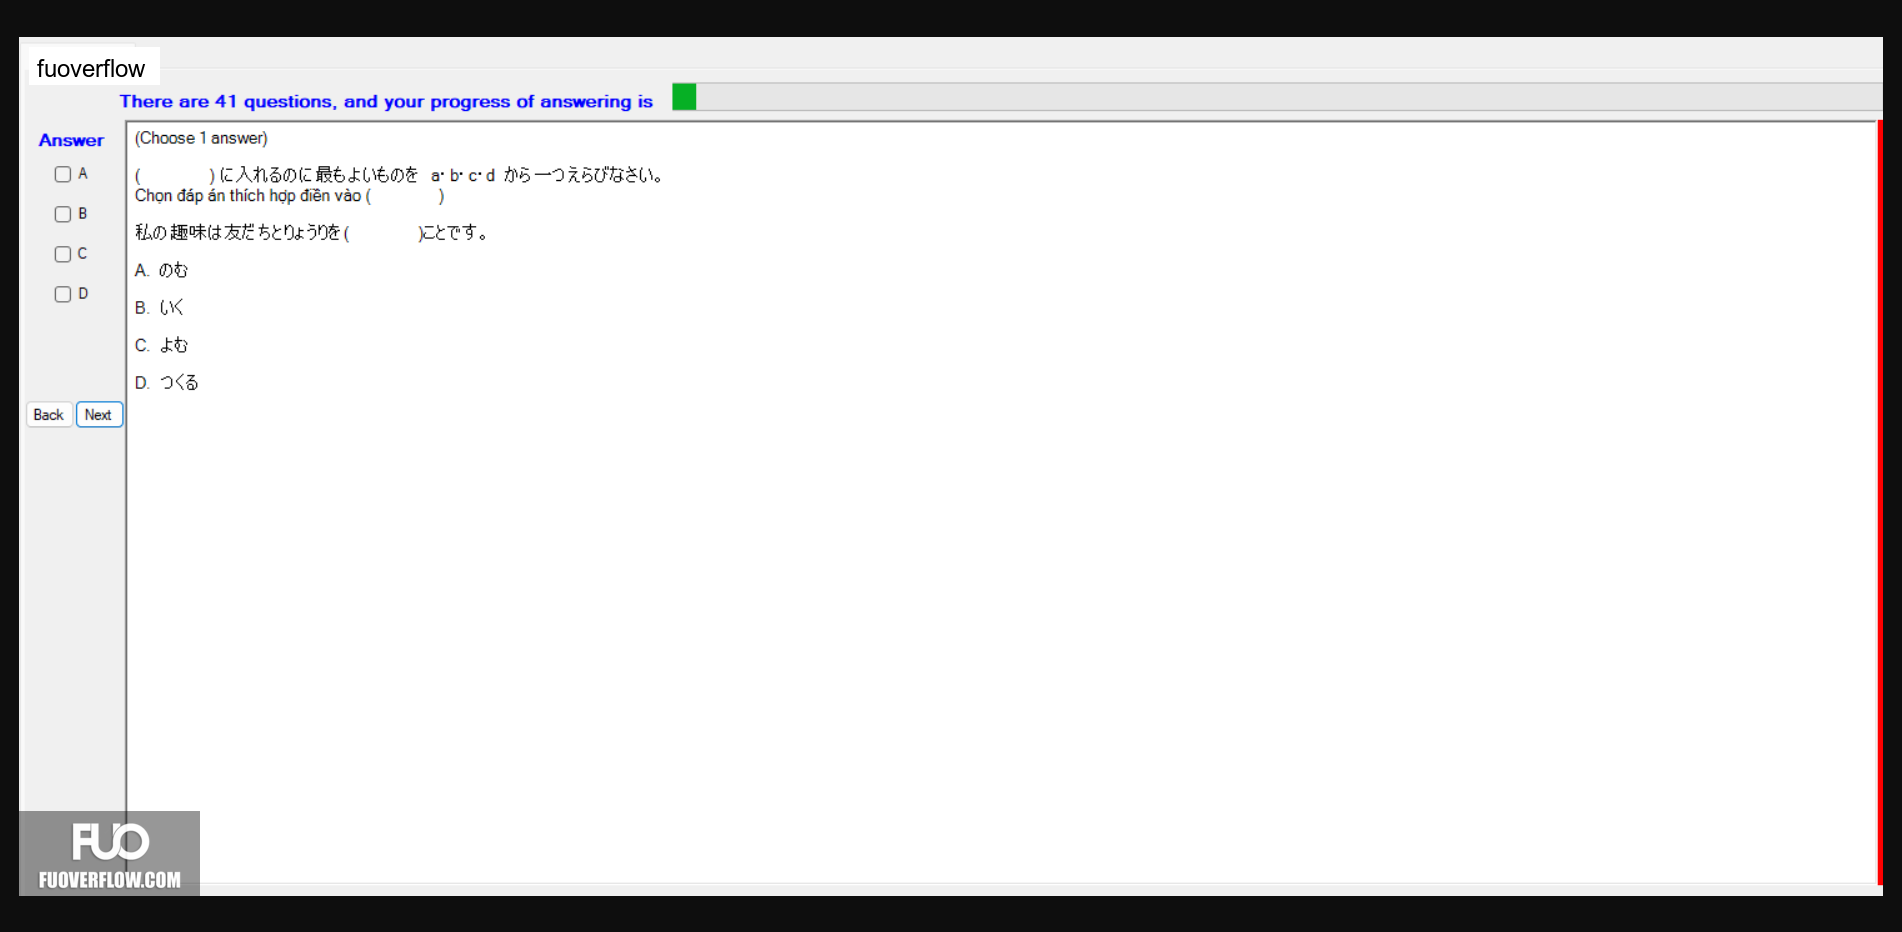 fuoverflow
There are 41 questions, and your progress of answering is
Answer
(Choose 1 answer)
A
B
C
D
(          ) に入れるのに最もよいものを a・b・c・d から一つえらびなさい。
Chọn đáp án thích hợp điền vào (          )
私の趣味は友だちとりょうりを(          )ことです。
A. のむ
B. いく
C. よむ
D. つくる
Back Next
FUO
FUOVERFLOW.COM